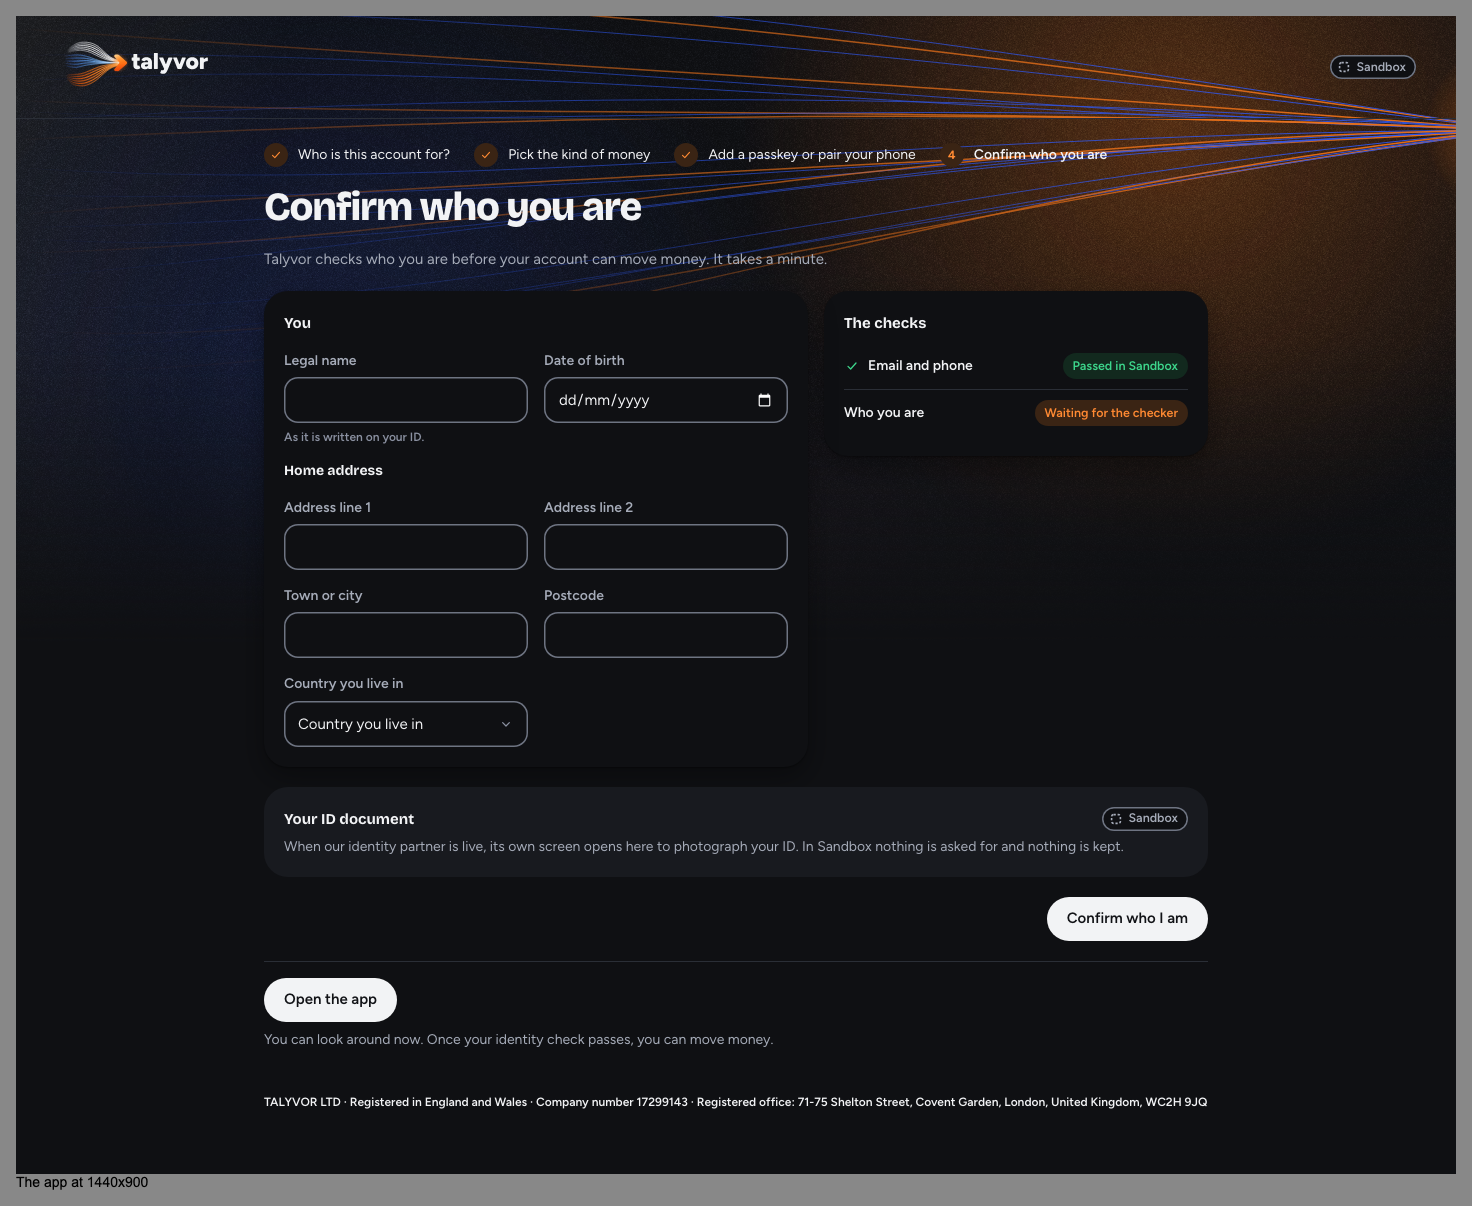 talyvor
Sandbox
Who is this account for?
Pick the kind of money
Add a passkey or pair your phone
4 Confirm who you are
Confirm who you are
Talyvor checks who you are before your account can move money. It takes a minute.
You
Legal name
Date of birth
dd/mm/yyyy
As it is written on your ID.
Home address
Address line 1
Address line 2
Town or city
Postcode
Country you live in
Country you live in
The checks
Email and phone
Passed in Sandbox
Who you are
Waiting for the checker
Your ID document
Sandbox
When our identity partner is live, its own screen opens here to photograph your ID. In Sandbox nothing is asked for and nothing is kept.
Confirm who I am
Open the app
You can look around now. Once your identity check passes, you can move money.
TALYVOR LTD · Registered in England and Wales · Company number 17299143 · Registered office: 71-75 Shelton Street, Covent Garden, London, United Kingdom, WC2H 9JQ
The app at 1440x900